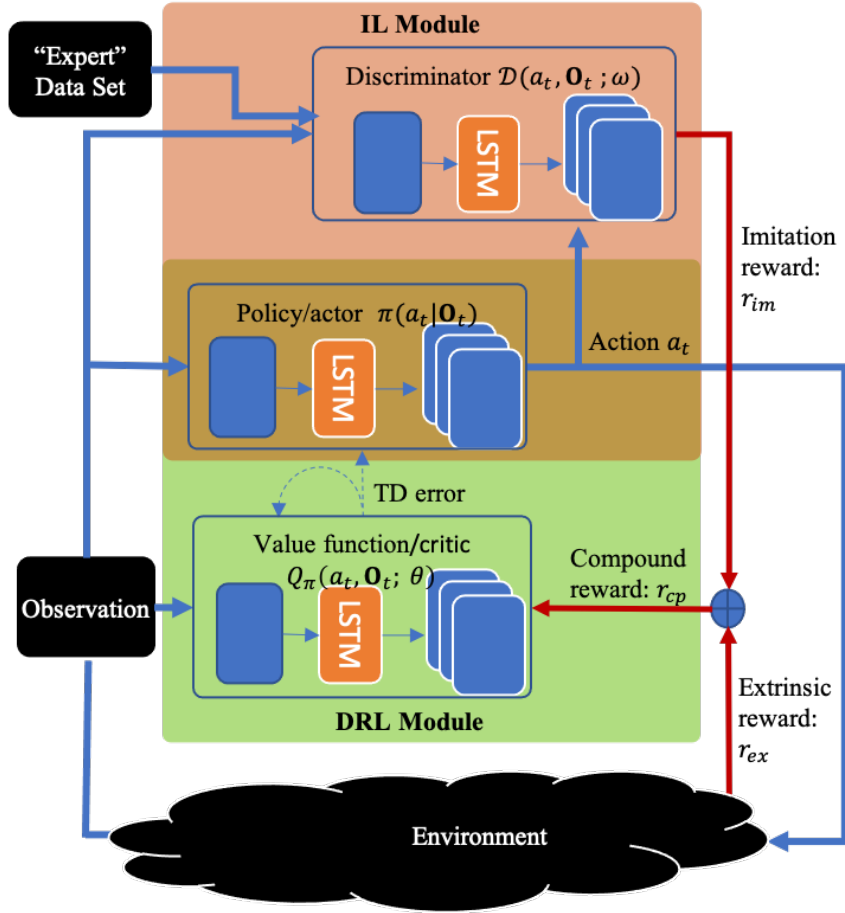 IL Module
“Expert”
Data Set
Discriminator 𝒟(a_t, O_t ; ω)
LSTM
Imitation
reward:
r_im
Policy/actor π(a_t|O_t)
LSTM
Action a_t
TD error
Value function/critic
Q_π(a_t, O_t; θ)
LSTM
Compound
reward: r_cp
Observation
Extrinsic
reward:
r_ex
DRL Module
Environment